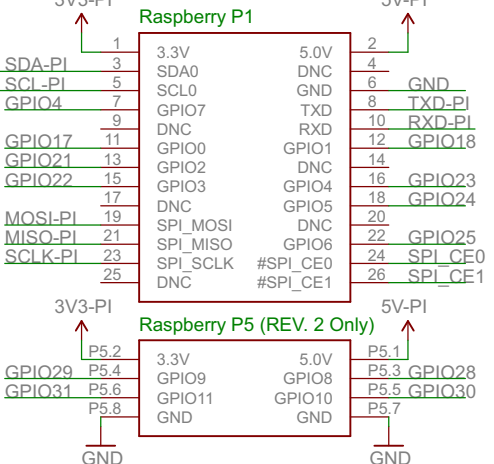 3V3-PI 5V-PI
Raspberry P1
1 3.3V 5.0V 2
SDA-PI 3 SDA0 DNC 4
SCL-PI 5 SCL0 GND 6 GND
GPIO4 7 GPIO7 TXD 8 TXD-PI
9 DNC RXD 10 RXD-PI
GPIO17 11 GPIO0 GPIO1 12 GPIO18
GPIO21 13 GPIO2 DNC 14
GPIO22 15 GPIO3 GPIO4 16 GPIO23
17 DNC GPIO5 18 GPIO24
MOSI-PI 19 SPI_MOSI DNC 20
MISO-PI 21 SPI_MISO GPIO6 22 GPIO25
SCLK-PI 23 SPI_SCLK #SPI_CE0 24 SPI_CE0
25 DNC #SPI_CE1 26 SPI_CE1
3V3-PI 5V-PI
Raspberry P5 (REV. 2 Only)
P5.2 3.3V 5.0V P5.1
GPIO29 P5.4 GPIO9 GPIO8 P5.3 GPIO28
GPIO31 P5.6 GPIO11 GPIO10 P5.5 GPIO30
P5.8 GND GND P5.7
GND GND